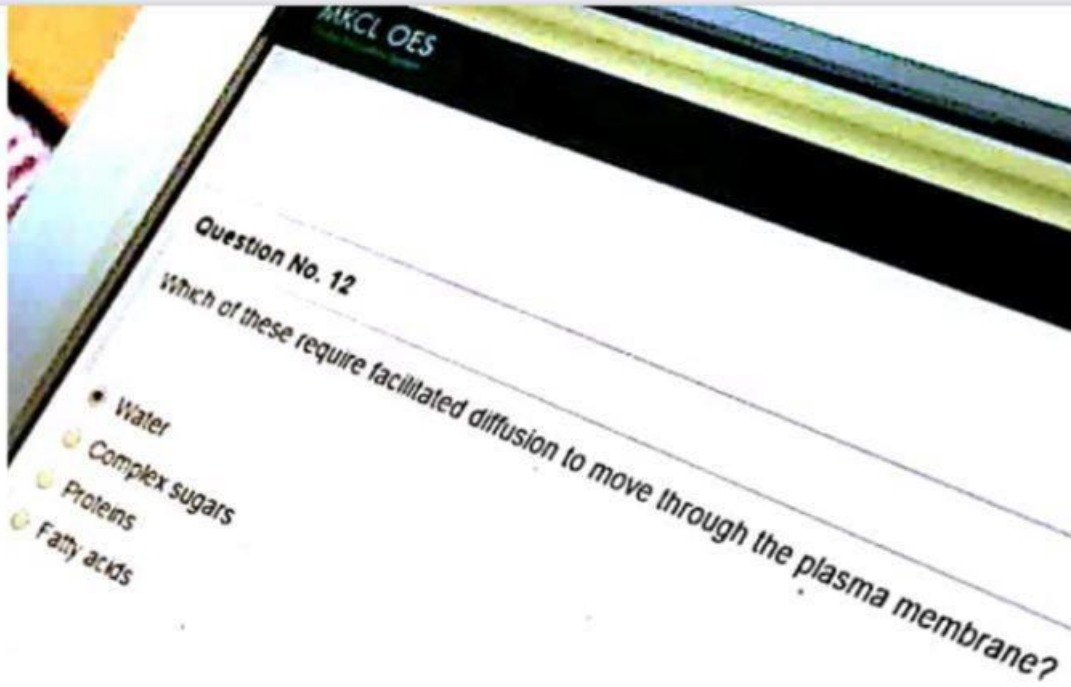 MKCL OES
Question No. 12
Which of these require facilitated diffusion to move through the plasma membrane?
Water
Complex sugars
Proteins
Fatty acids